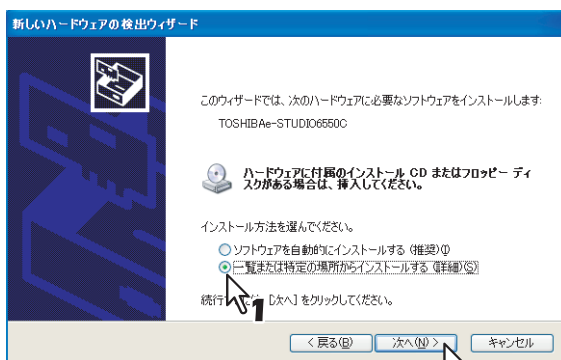 新しいハードウェアの検出ウィザード
このウィザードでは、次のハードウェアに必要なソフトウェアをインストールします:
TOSHIBAe-STUDIO6550C
ハードウェアに付属のインストール CD またはフロッピー ディ
スクがある場合は、挿入してください。
インストール方法を選んでください。
ソフトウェアを自動的にインストールする (推奨)(I)
一覧または特定の場所からインストールする (詳細)(S)
1
続行 [次へ] をクリックしてください。
< 戻る(B) 次へ(N) > キャンセル